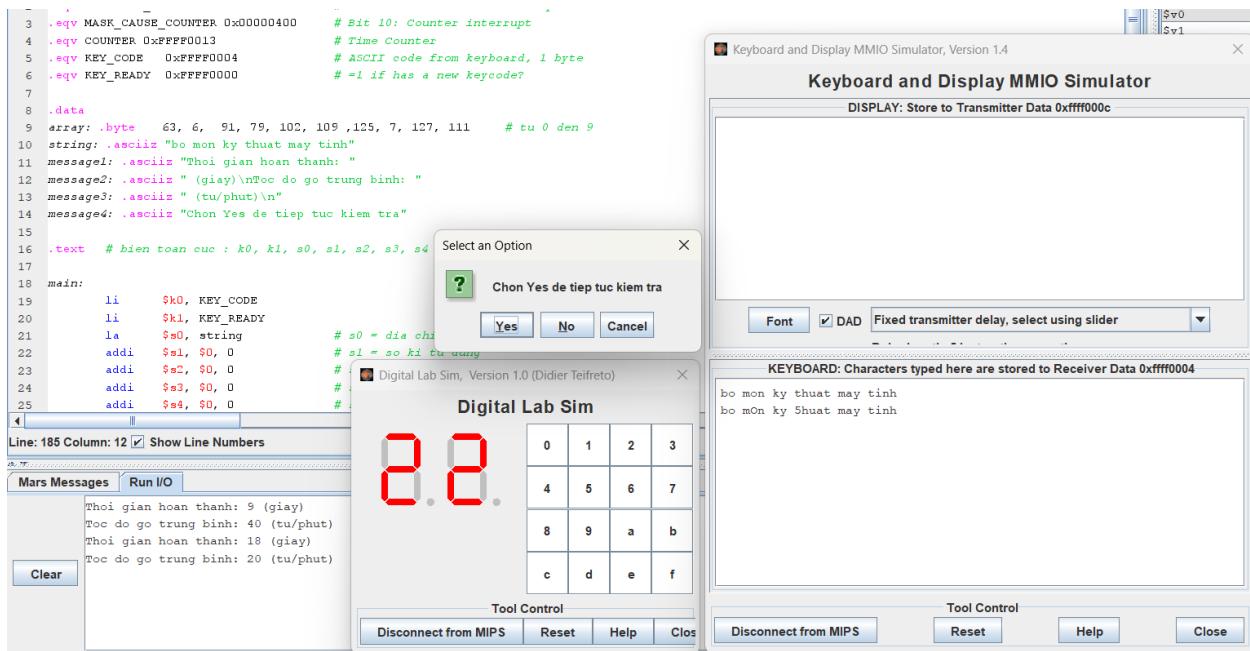 3 .eqv MASK_CAUSE_COUNTER 0x00000400 # Bit 10: Counter interrupt
4 .eqv COUNTER 0xFFFF0013 # Time Counter
5 .eqv KEY_CODE 0xFFFF0004 # ASCII code from keyboard, 1 byte
6 .eqv KEY_READY 0xFFFF0000 # =1 if has a new keycode?
7
8 .data
9 array: .byte 63, 6, 91, 79, 102, 109 ,125, 7, 127, 111 # tu 0 den 9
10 string: .asciiz "bo mon ky thuat may tinh"
11 message1: .asciiz "Thoi gian hoan thanh: "
12 message2: .asciiz " (giay)\nToc do go trung binh: "
13 message3: .asciiz " (tu/phut)\n"
14 message4: .asciiz "Chon Yes de tiep tuc kiem tra"
15
16 .text # bien toan cuc : k0, k1, s0, s1, s2, s3, s4
17
18 main:
19 li $k0, KEY_CODE
20 li $k1, KEY_READY
21 la $s0, string # s0 = dia chi
22 addi $s1, $0, 0 # s1 = so ki tu dung
23 addi $s2, $0, 0 #
24 addi $s3, $0, 0 #
25 addi $s4, $0, 0 #
Line: 185 Column: 12 Show Line Numbers
Mars Messages Run I/O
Thoi gian hoan thanh: 9 (giay)
Toc do go trung binh: 40 (tu/phut)
Thoi gian hoan thanh: 18 (giay)
Toc do go trung binh: 20 (tu/phut)
Clear
Select an Option
Chon Yes de tiep tuc kiem tra
Yes No Cancel
Digital Lab Sim, Version 1.0 (Didier Teifreto)
Digital Lab Sim
22
0 1 2 3
4 5 6 7
8 9 a b
c d e f
Tool Control
Disconnect from MIPS Reset Help Clos
$v0
$v1
Keyboard and Display MMIO Simulator, Version 1.4
Keyboard and Display MMIO Simulator
DISPLAY: Store to Transmitter Data 0xffff000c
Font DAD Fixed transmitter delay, select using slider
KEYBOARD: Characters typed here are stored to Receiver Data 0xffff0004
bo mon ky thuat may tinh
bo mOn ky 5huat may tinh
Tool Control
Disconnect from MIPS Reset Help Close